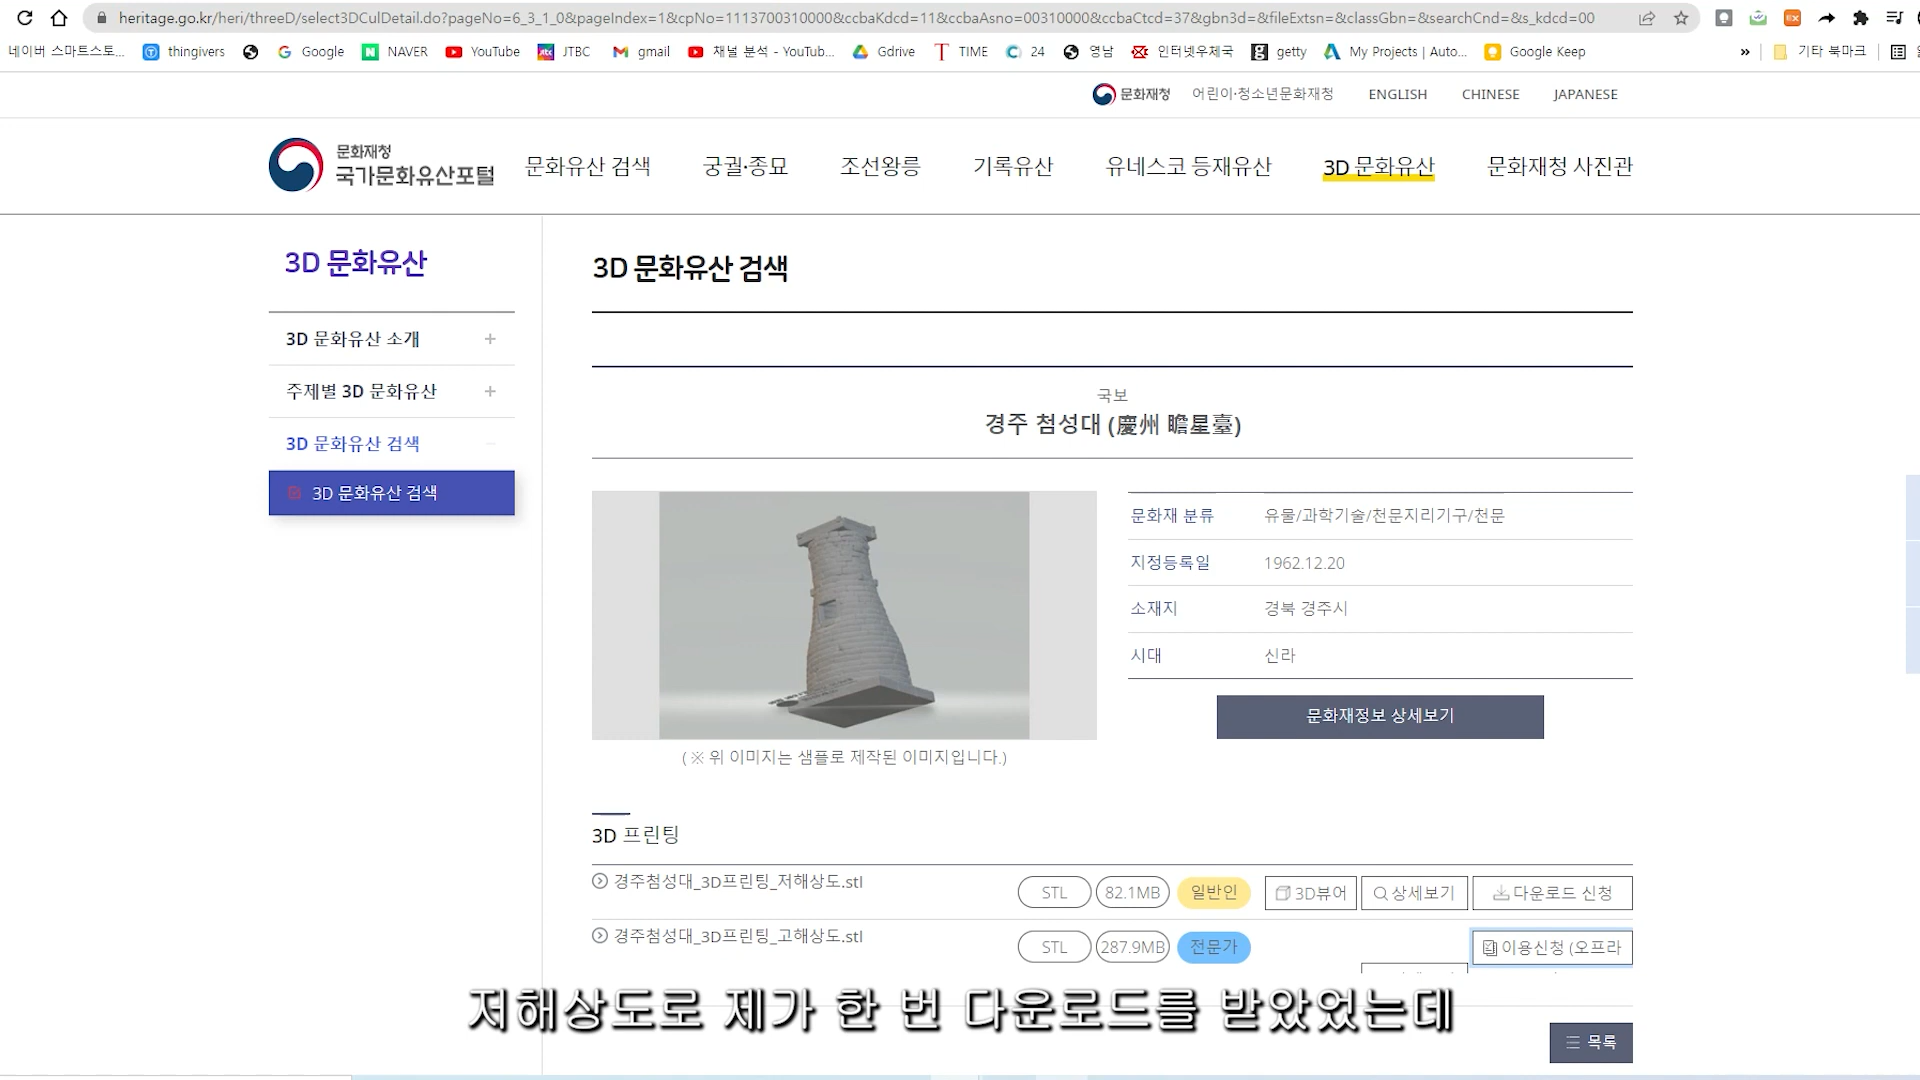 heritage.go.kr/heri/threeD/select3DCulDetail.do?pageNo=6_3_1_0&pageIndex=1&cpNo=1113700310000&ccbaKdcd=11&ccbaAsno=00310000&ccbaCtcd=37&gbn3d=&fileExtsn=&classGbn=&searchCnd=&s_kdcd=00
네이버 스마트스토... thingivers Google NAVER YouTube JTBC gmail 채널 분석 - YouTub... Gdrive TIME 24 영남 인터넷우체국 getty My Projects | Auto... Google Keep » 기타 북마크
문화재청 어린이·청소년문화재청 ENGLISH CHINESE JAPANESE
문화재청
국가문화유산포털 문화유산 검색 궁궐·종묘 조선왕릉 기록유산 유네스코 등재유산 3D 문화유산 문화재청 사진관
3D 문화유산
3D 문화유산 소개 +
주제별 3D 문화유산 +
3D 문화유산 검색
3D 문화유산 검색
3D 문화유산 검색
국보
경주 첨성대 (慶州 瞻星臺)
문화재 분류 유물/과학기술/천문지리기구/천문
지정등록일 1962.12.20
소재지 경북 경주시
시대 신라
문화재정보 상세보기
( ※ 위 이미지는 샘플로 제작된 이미지입니다.)
3D 프린팅
경주첨성대_3D프린팅_저해상도.stl STL 82.1MB 일반인 3D뷰어 상세보기 다운로드 신청
경주첨성대_3D프린팅_고해상도.stl STL 287.9MB 전문가 이용신청 (오프라
저해상도로 제가 한 번 다운로드를 받았었는데
목록